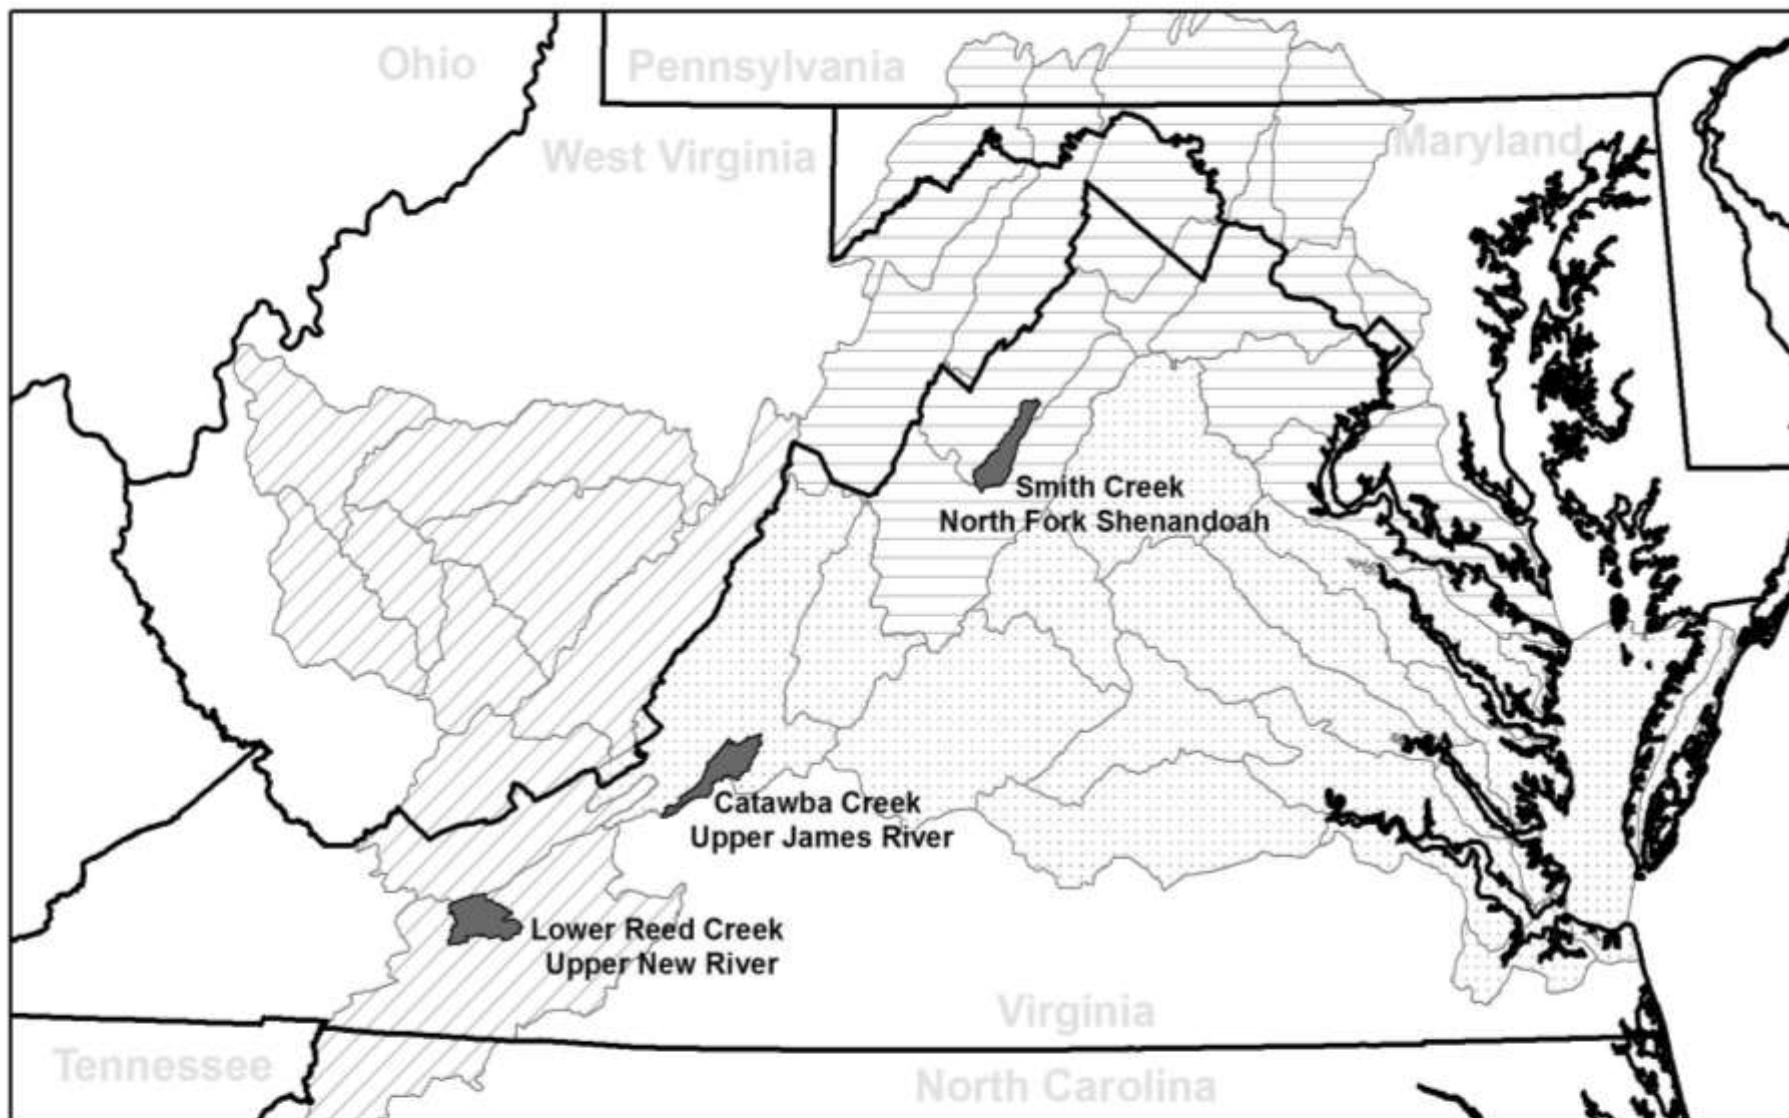 Ohio
Pennsylvania
West Virginia
Maryland
Smith Creek
North Fork Shenandoah
Catawba Creek
Upper James River
Lower Reed Creek
Upper New River
Virginia
Tennessee
North Carolina